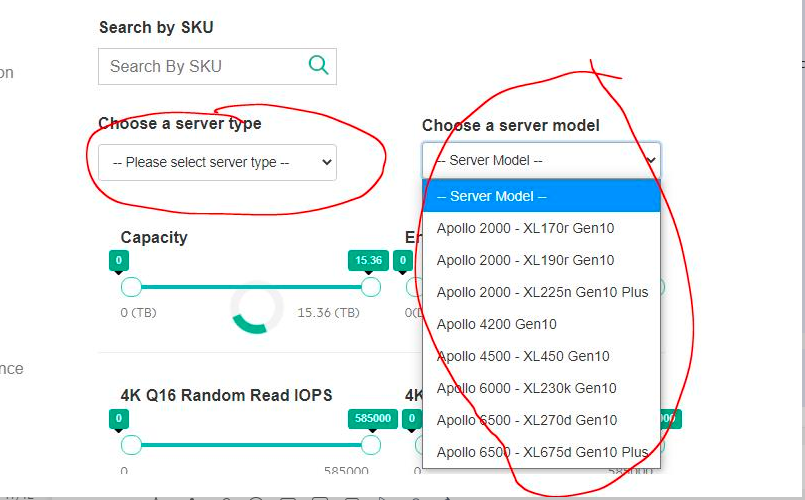 Search by SKU
Search By SKU
on
Choose a server type
Choose a server model
-- Please select server type --
-- Server Model --
-- Server Model --
Apollo 2000 - XL170r Gen10
Apollo 2000 - XL190r Gen10
Apollo 2000 - XL225n Gen10 Plus
Apollo 4200 Gen10
Apollo 4500 - XL450 Gen10
Apollo 6000 - XL230k Gen10
Apollo 6500 - XL270d Gen10
Apollo 6500 - XL675d Gen10 Plus
Capacity
En
0
15.36
0
0 (TB)
15.36 (TB)
0(
nce
4K Q16 Random Read IOPS
4K
0
585000
0
000
0
585000
585000